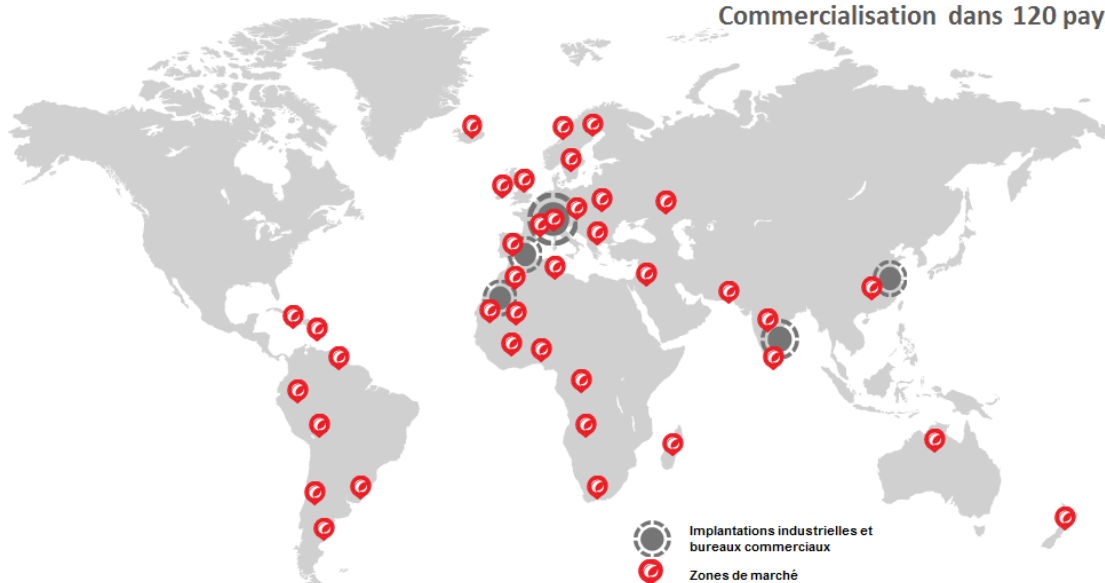 Commercialisation dans 120 pay
Implantations industrielles et
bureaux commerciaux
Zones de marché